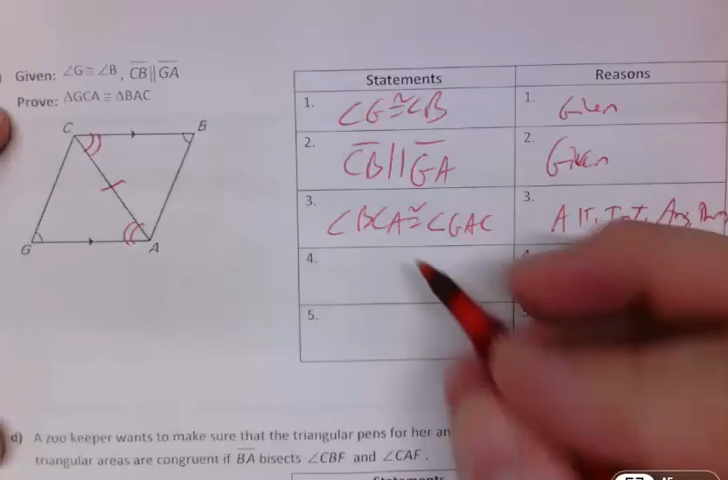 Given: ∠G ≅ ∠B, CB || GA
Prove: ΔGCA ≅ ΔBAC
C
B
G
A
Statements
Reasons
1.
∠G≅∠B
1.
Given
2.
CB || GA
2.
Given
3.
∠BCA≅∠GAC
3.
Alt. Int. Ang
4.
5.
d) A zoo keeper wants to make sure that the triangular pens for her an
triangular areas are congruent if BA bisects ∠CBF and ∠CAF.